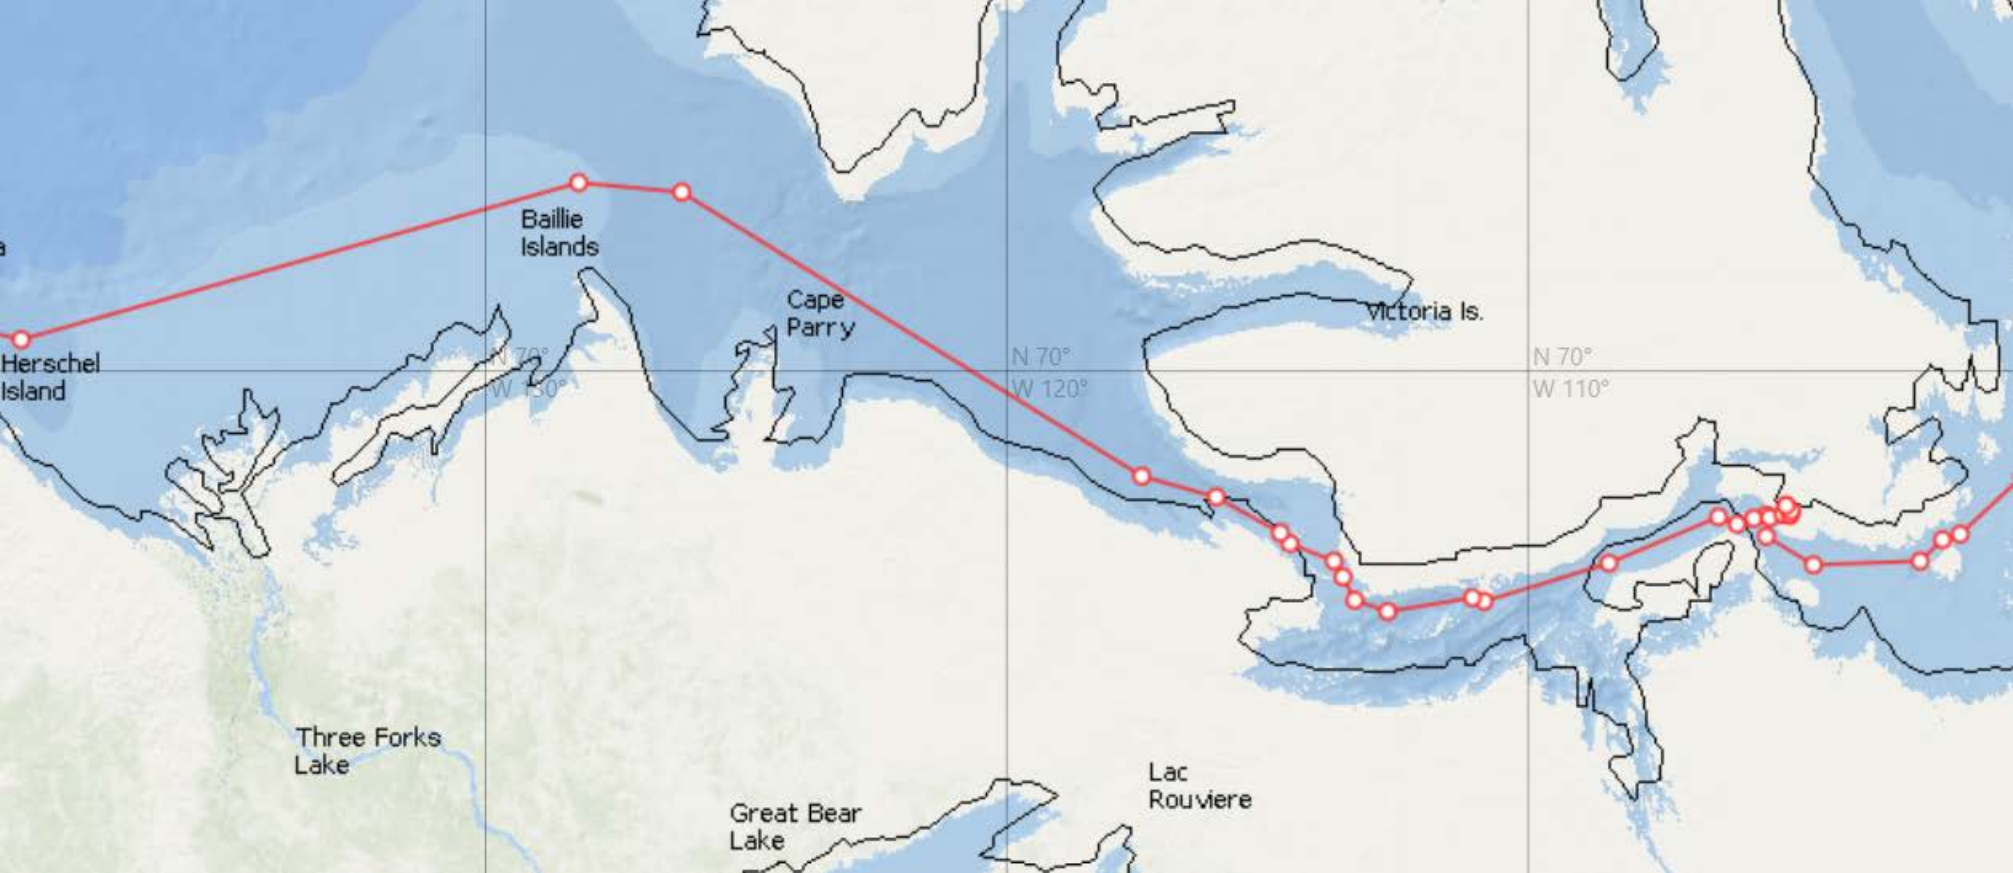 a
Baillie
Islands
Cape
Parry
Victoria Is.
Herschel
Island
N 70°
W 130°
N 70°
W 120°
N 70°
W 110°
Three Forks
Lake
Great Bear
Lake
Lac
Rouviere